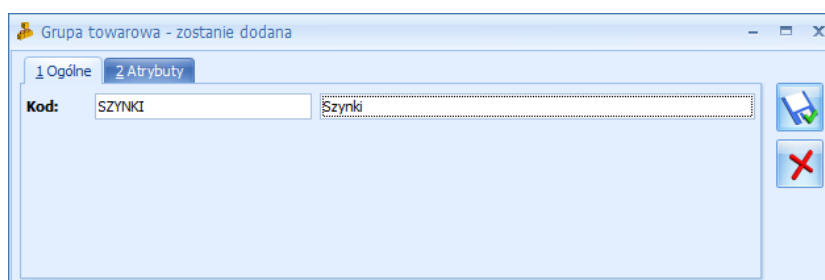 Grupa towarowa - zostanie dodana
1 Ogólne 2 Atrybuty
Kod: SZYNKI Szynki